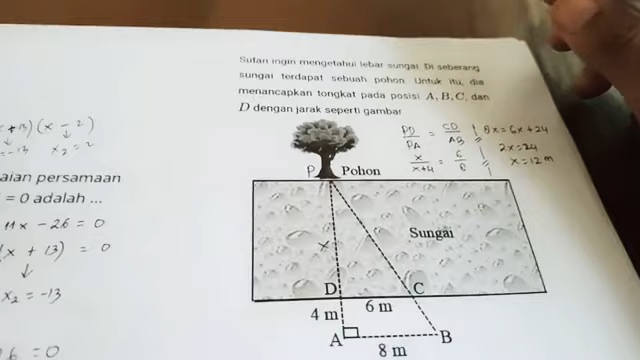 Sufan ingin mengetahui lebar sungai. Di seberang
sungai terdapat sebuah pohon. Untuk itu, dia
menancapkan tongkat pada posisi A, B, C, dan
D dengan jarak seperti gambar
PD/PA = CD/AB
x/x+4 = 6/8
8x = 6x + 24
2x = 24
x = 12 m
P Pohon
Sungai
x
D
C
4 m
6 m
A
B
8 m
+13)(x - 2)
= -13
x2 = 2
aian persamaan
= 0 adalah ...
11x - 26 = 0
(x + 13) = 0
x2 = -13
26 = 0